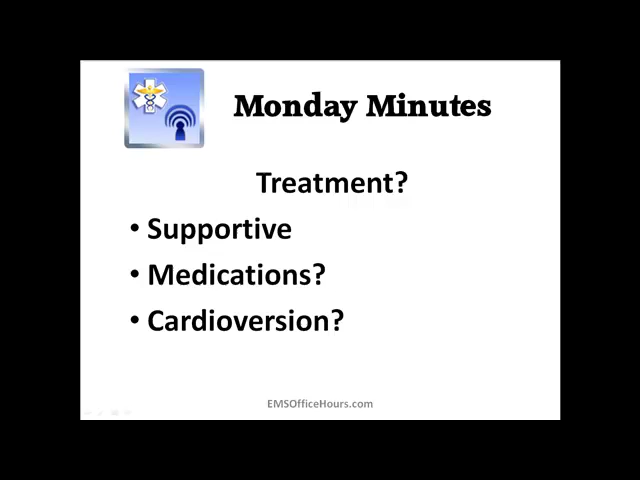 Monday Minutes
Treatment?
• Supportive
• Medications?
• Cardioversion?
EMSOfficeHours.com